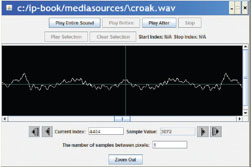 c:/ip-book/mediasources/\croak.wav
Play Entire Sound Play Before Play After Stop
Play Selection Clear Selection Start Index: N/A Stop Index: N/A
Current Index: Sample Value:
The number of samples between pixels: 1
Zoom Out